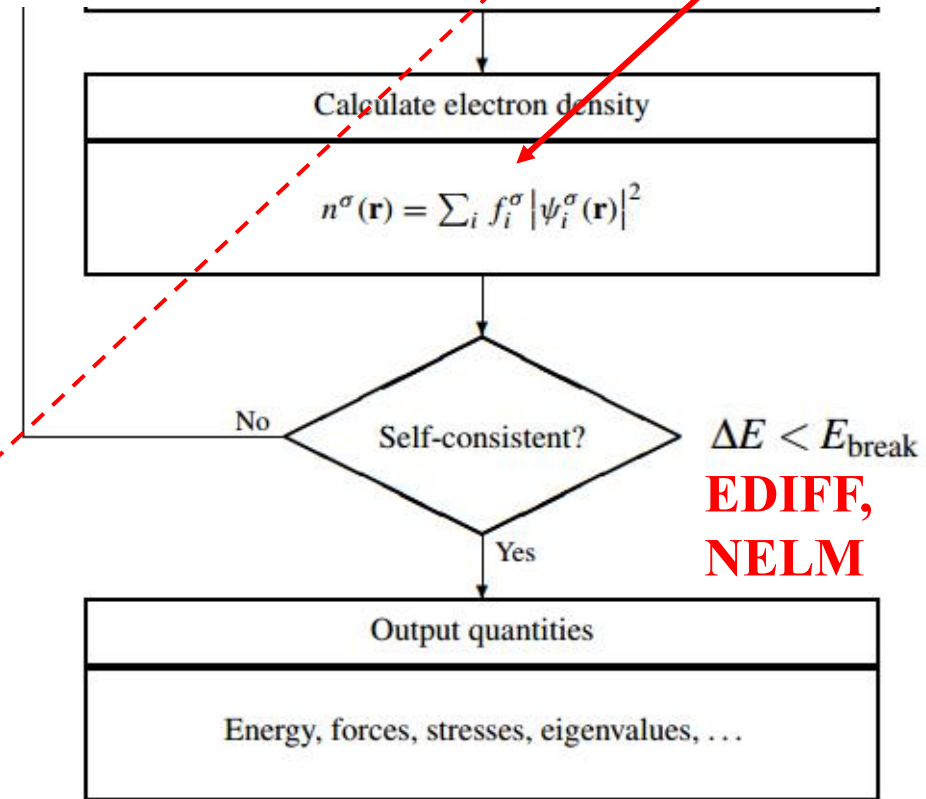 Calculate electron density
n^σ(𝐫) = ∑_i f_i^σ |ψ_i^σ(𝐫)|^2
No
Self-consistent?
ΔE < E_break
EDIFF,
NELM
Yes
Output quantities
Energy, forces, stresses, eigenvalues, …